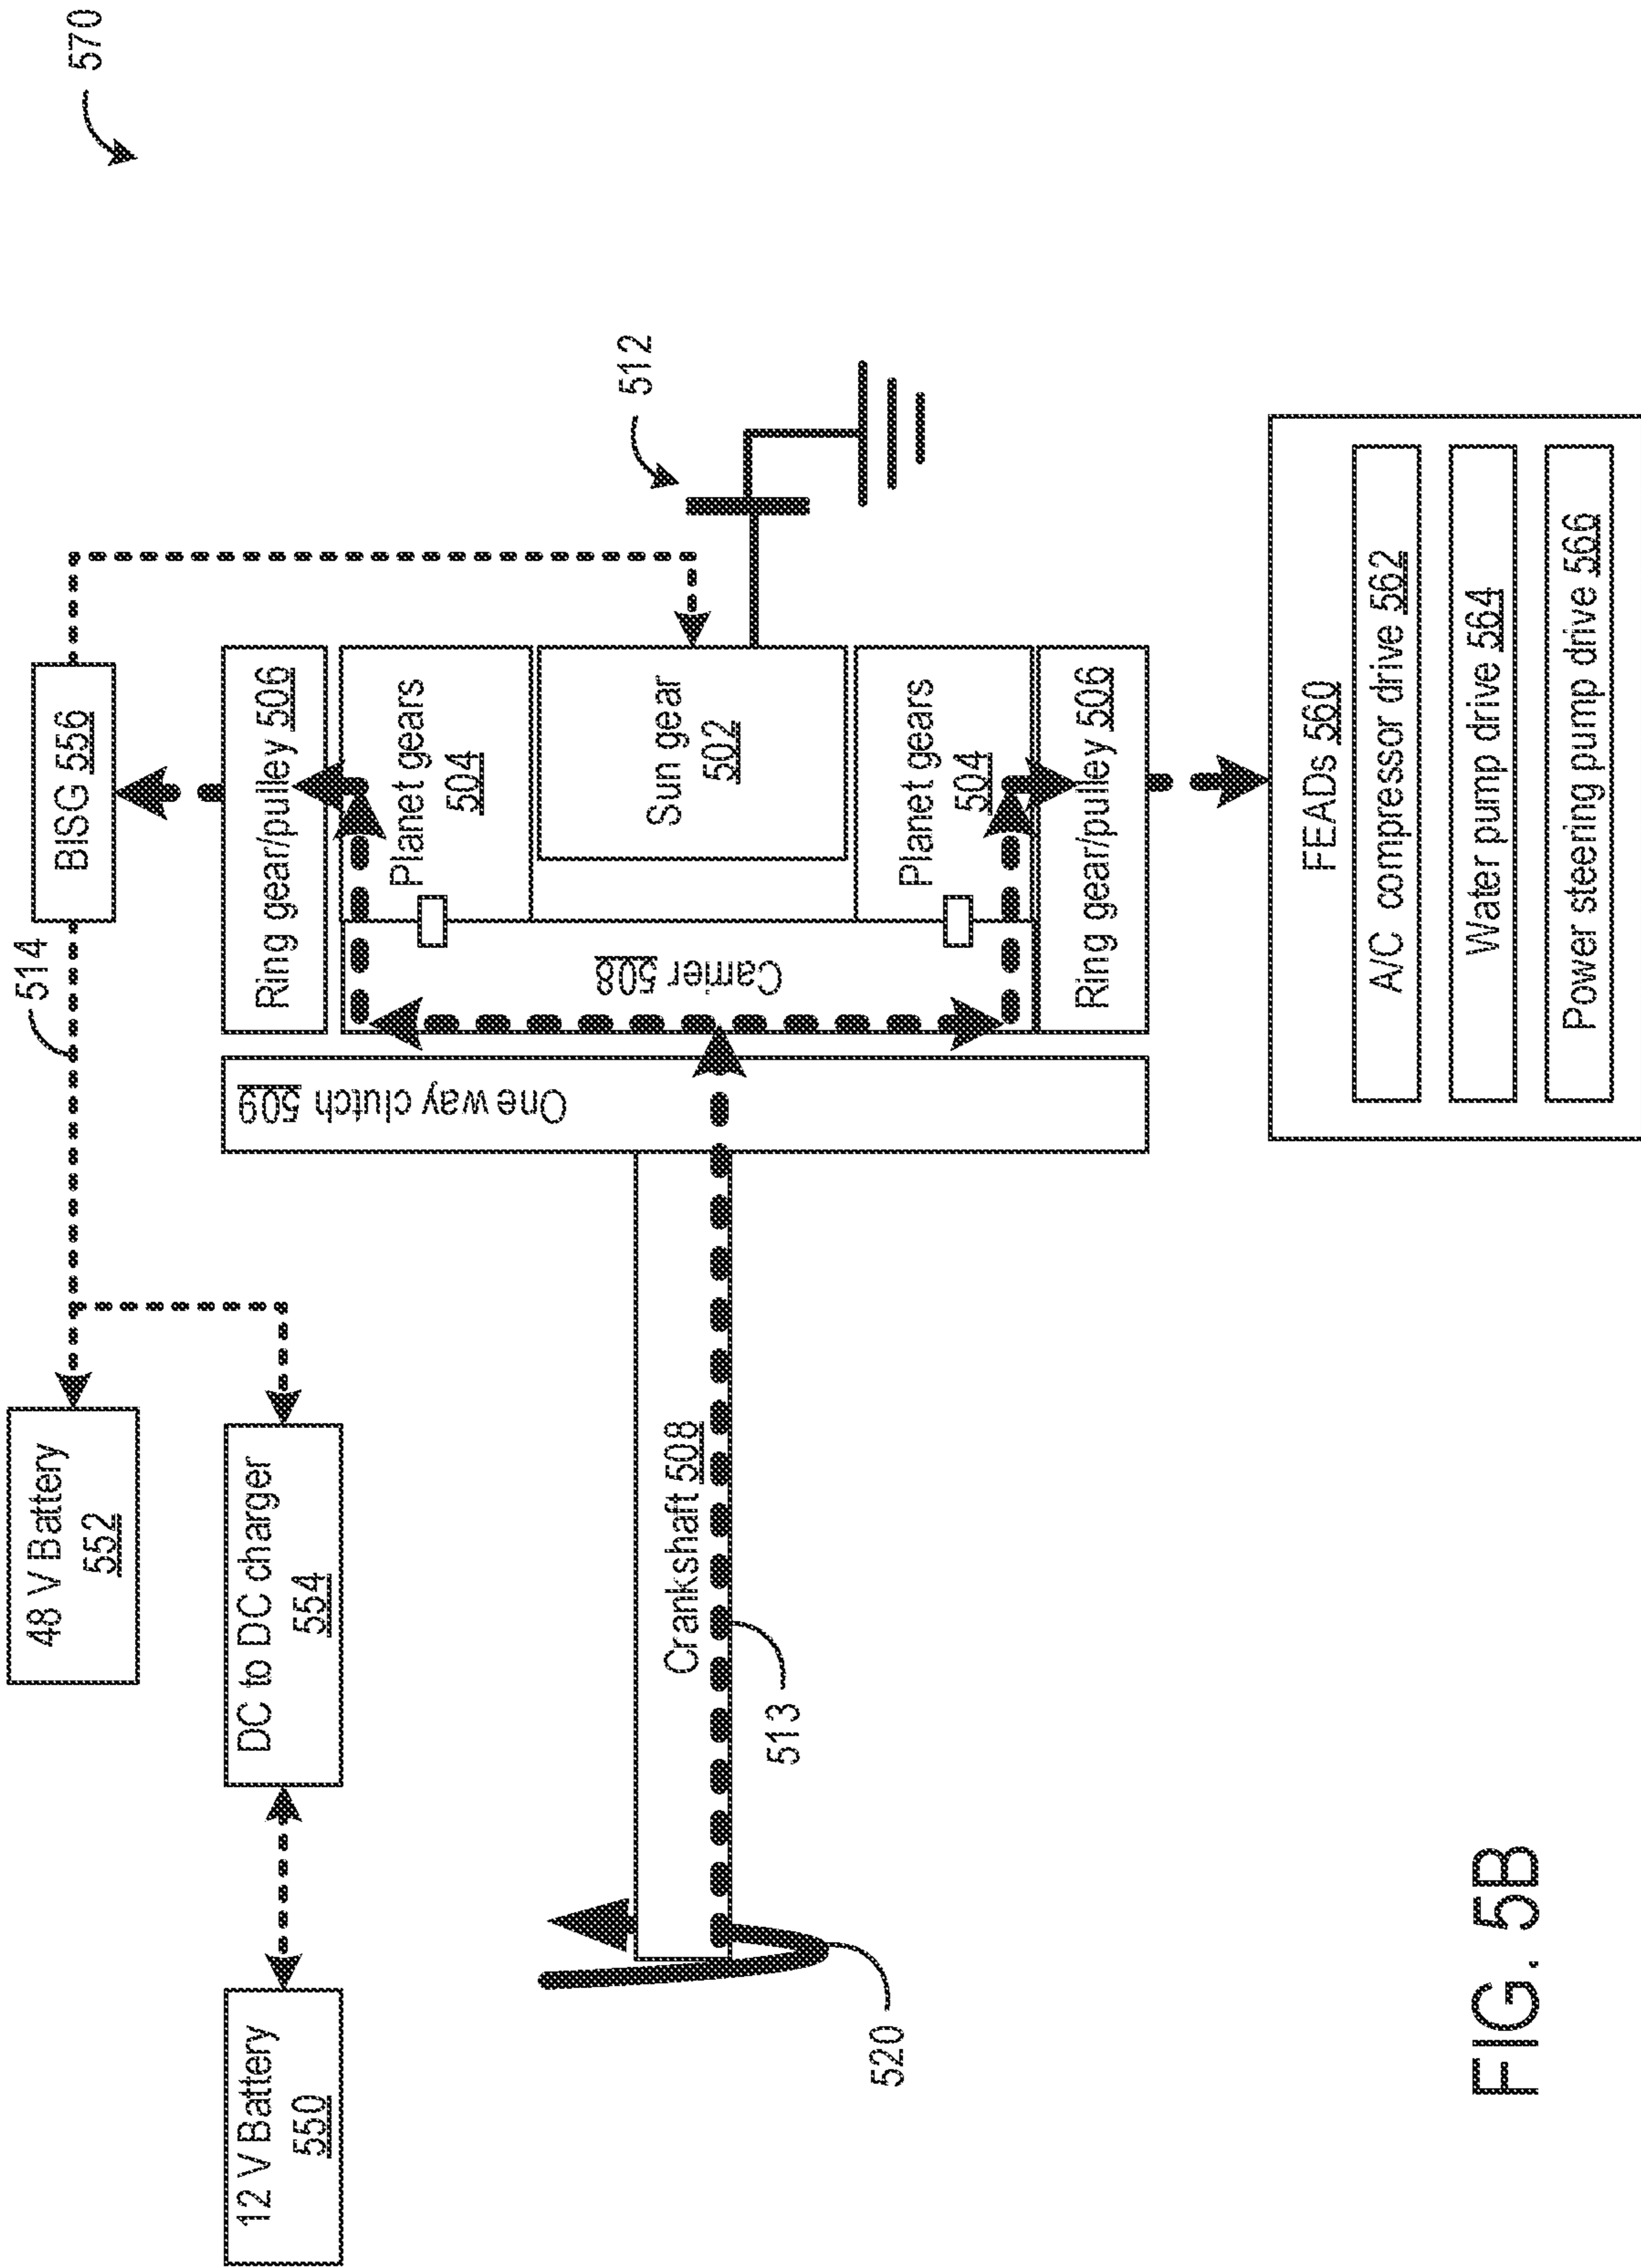 570
514
48 V Battery
552
BISG 556
12 V Battery
550
DC to DC charger
554
Ring gear/pulley 506
512
One way clutch 509
Carrier 508
Planet gears
504
Crankshaft 508
Sun gear
502
513
520
Planet gears
504
Ring gear/pulley 506
FEADs 560
A/C compressor drive 562
Water pump drive 564
Power steering pump drive 566
FIG. 5B